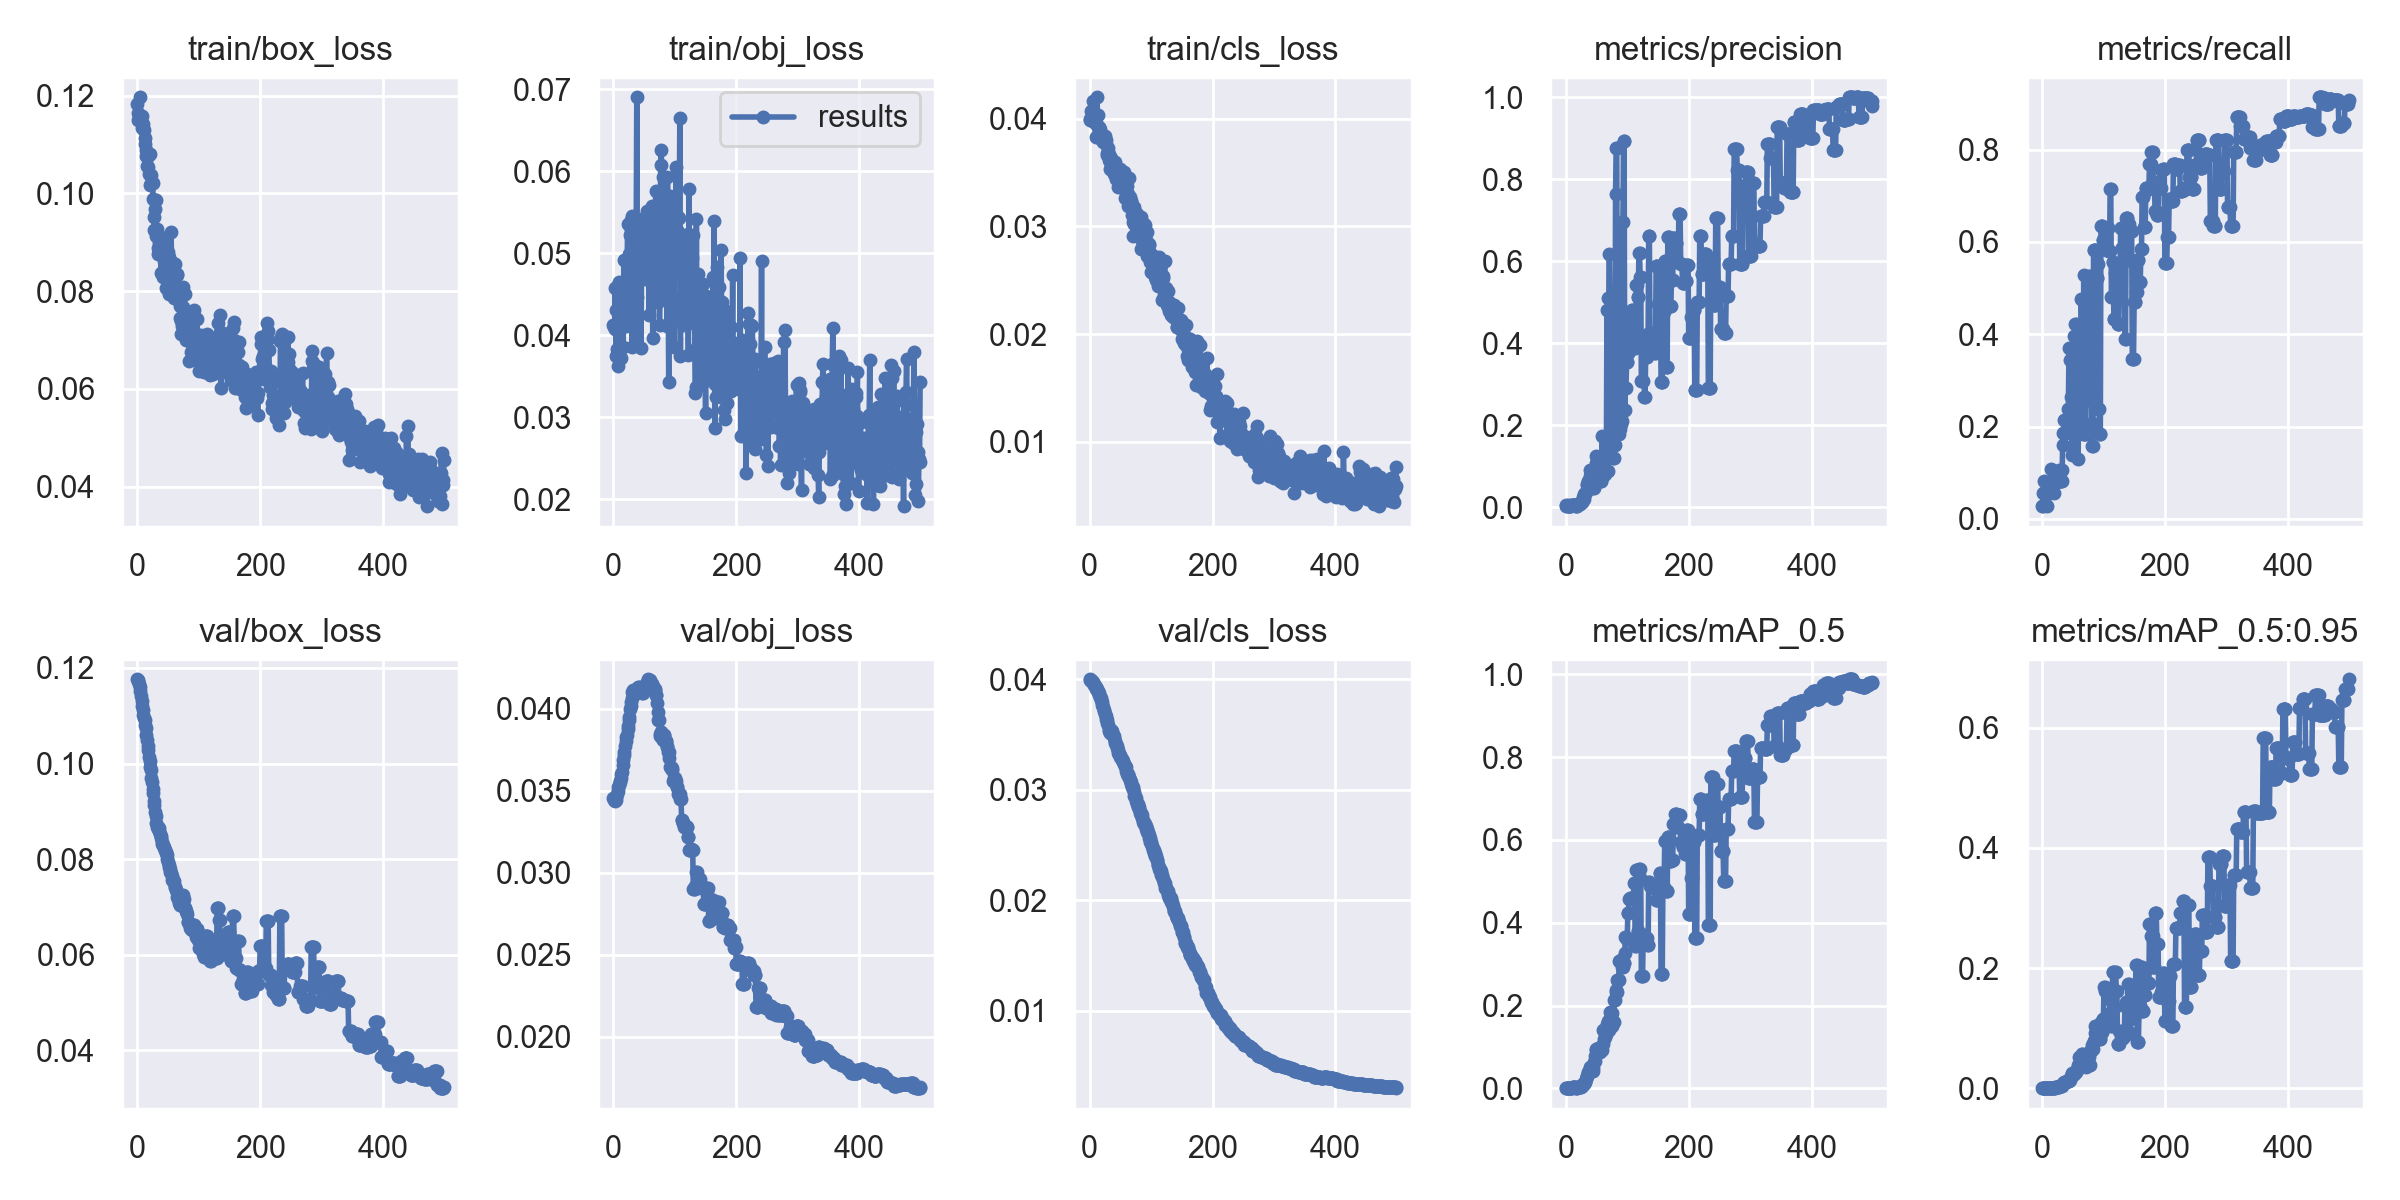 train/box_loss
0.12
0.10
0.08
0.06
0.04
0 200 400
train/obj_loss
results
0.07
0.06
0.05
0.04
0.03
0.02
0 200 400
train/cls_loss
0.04
0.03
0.02
0.01
0 200 400
metrics/precision
1.0
0.8
0.6
0.4
0.2
0.0
0 200 400
metrics/recall
0.8
0.6
0.4
0.2
0.0
0 200 400
val/box_loss
0.12
0.10
0.08
0.06
0.04
0 200 400
val/obj_loss
0.040
0.035
0.030
0.025
0.020
0 200 400
val/cls_loss
0.04
0.03
0.02
0.01
0 200 400
metrics/mAP_0.5
1.0
0.8
0.6
0.4
0.2
0.0
0 200 400
metrics/mAP_0.5:0.95
0.6
0.4
0.2
0.0
0 200 400